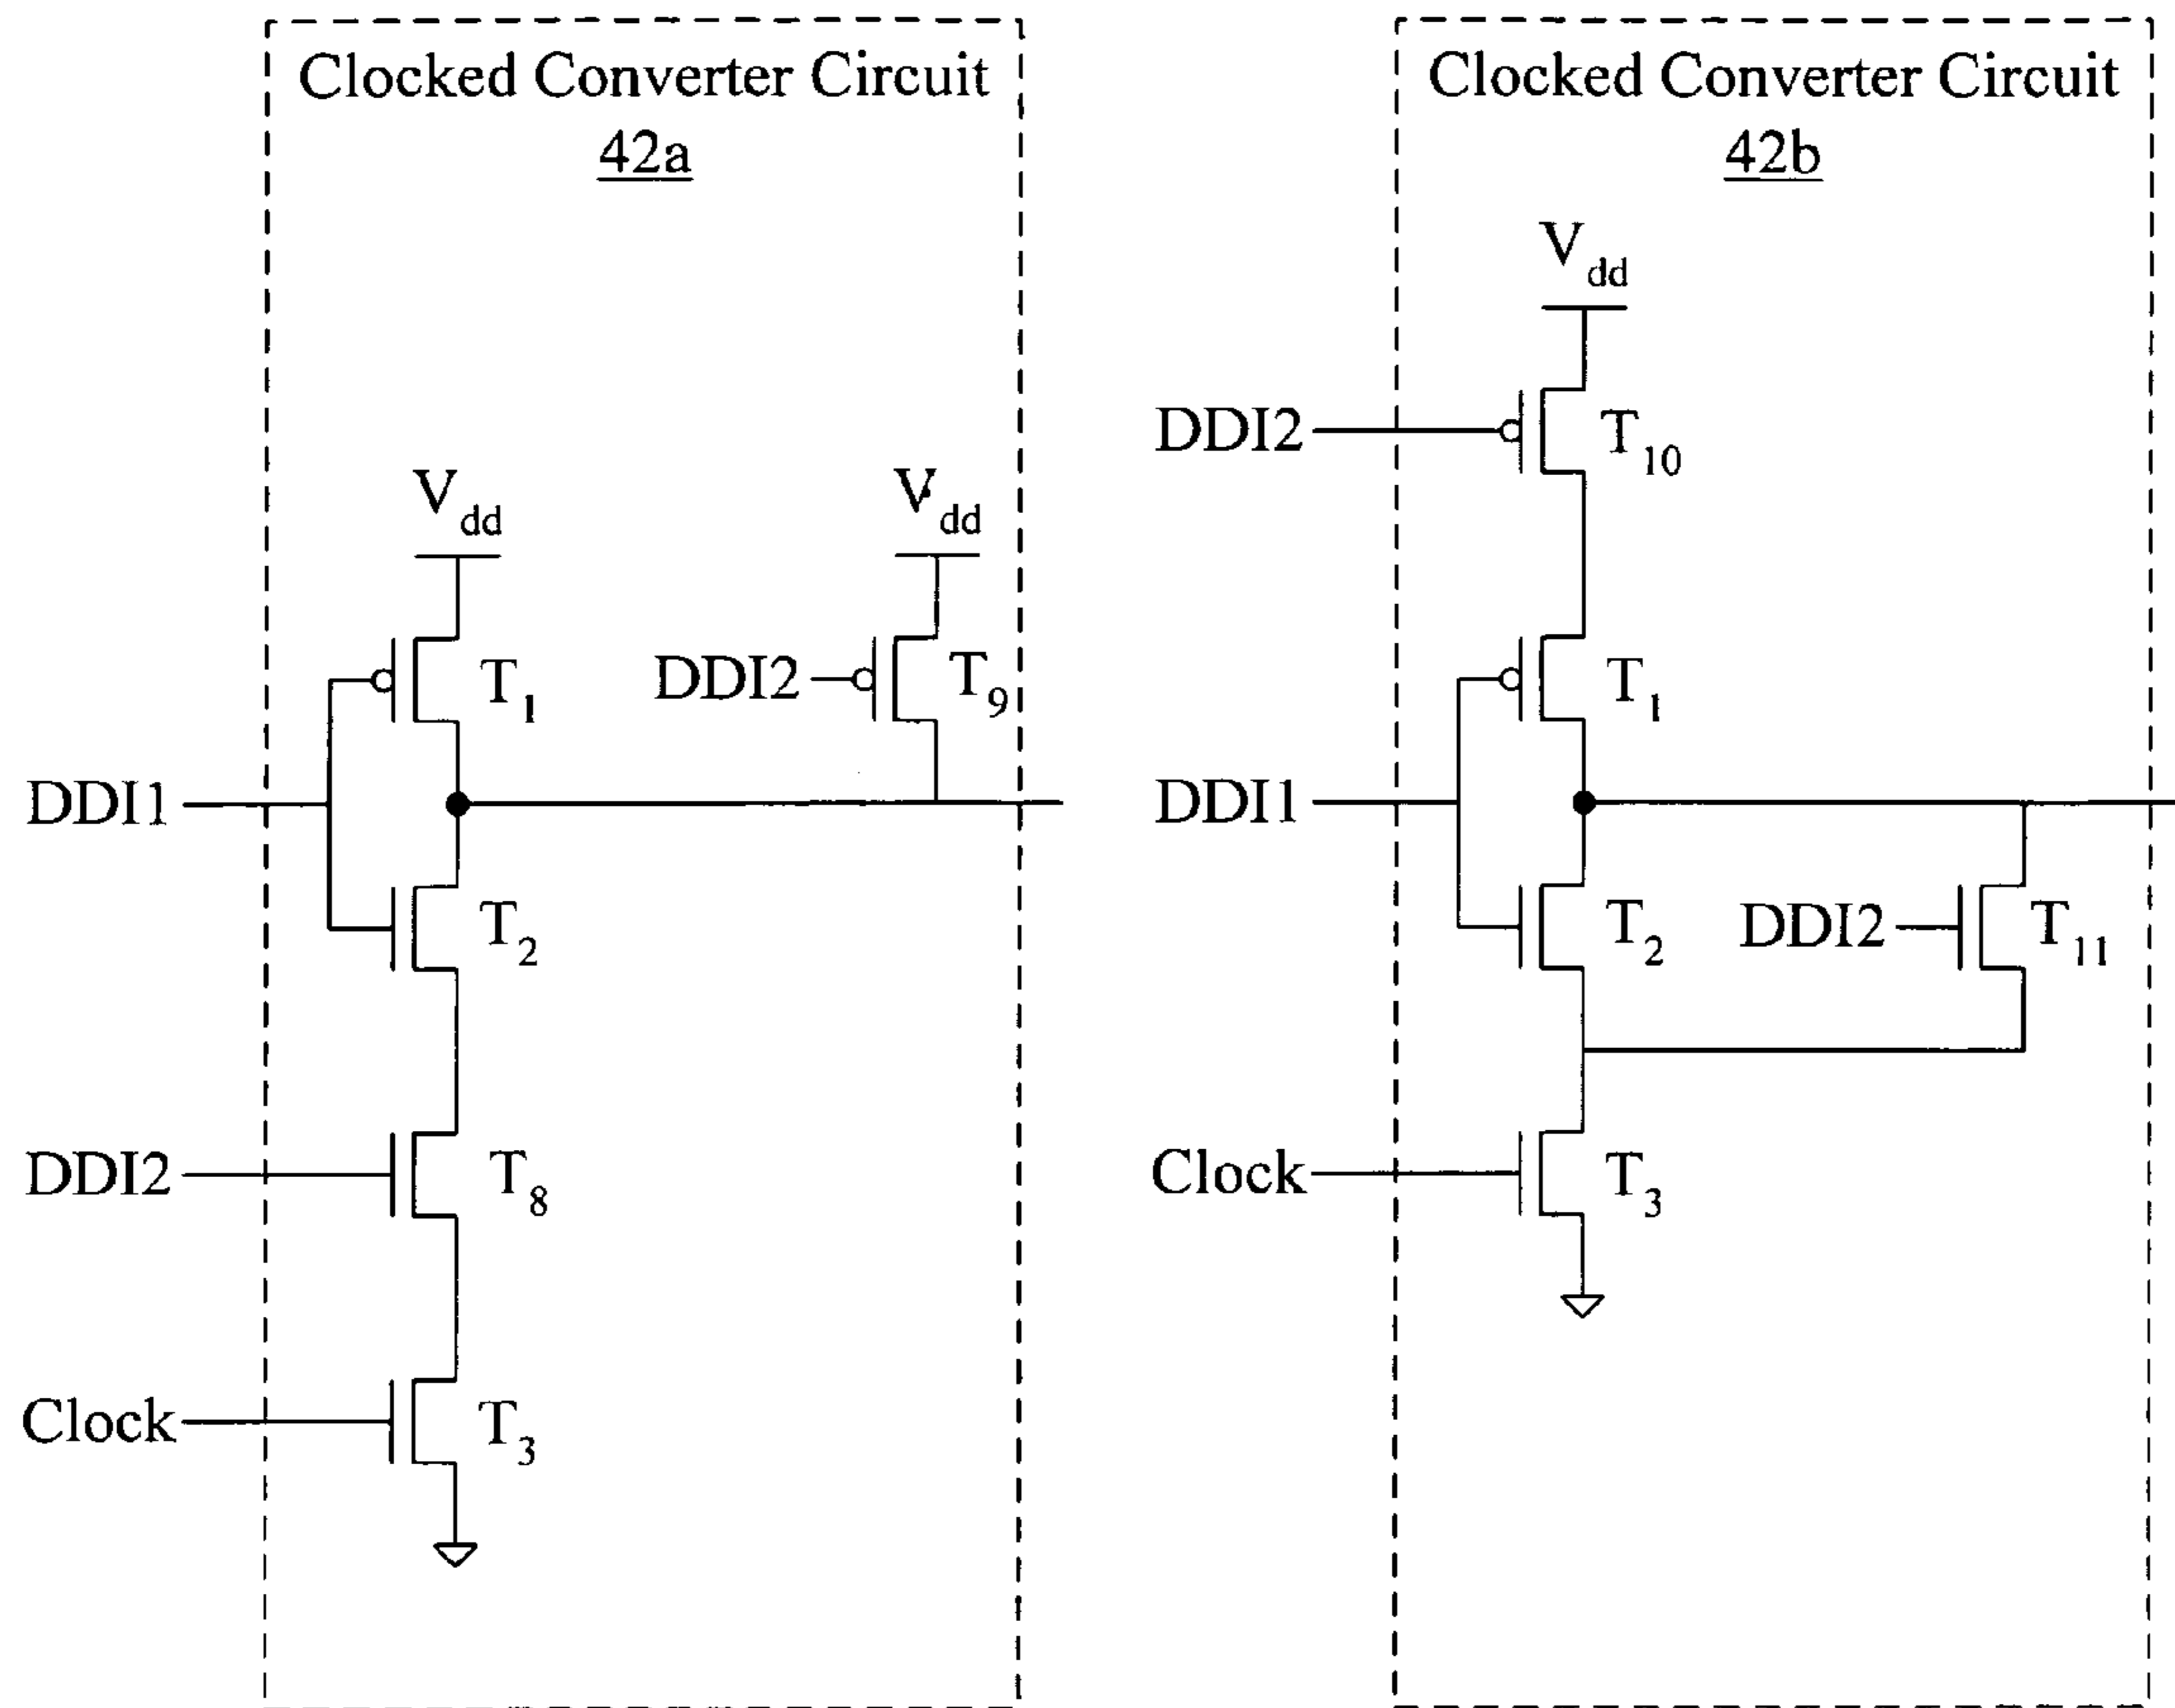 Clocked Converter Circuit
42a
Vdd
Vdd
T1
DDI2
T9
DDI1
T2
DDI2
T8
Clock
T3
Clocked Converter Circuit
42b
Vdd
DDI2
T10
T1
DDI1
T2
DDI2
T11
Clock
T3